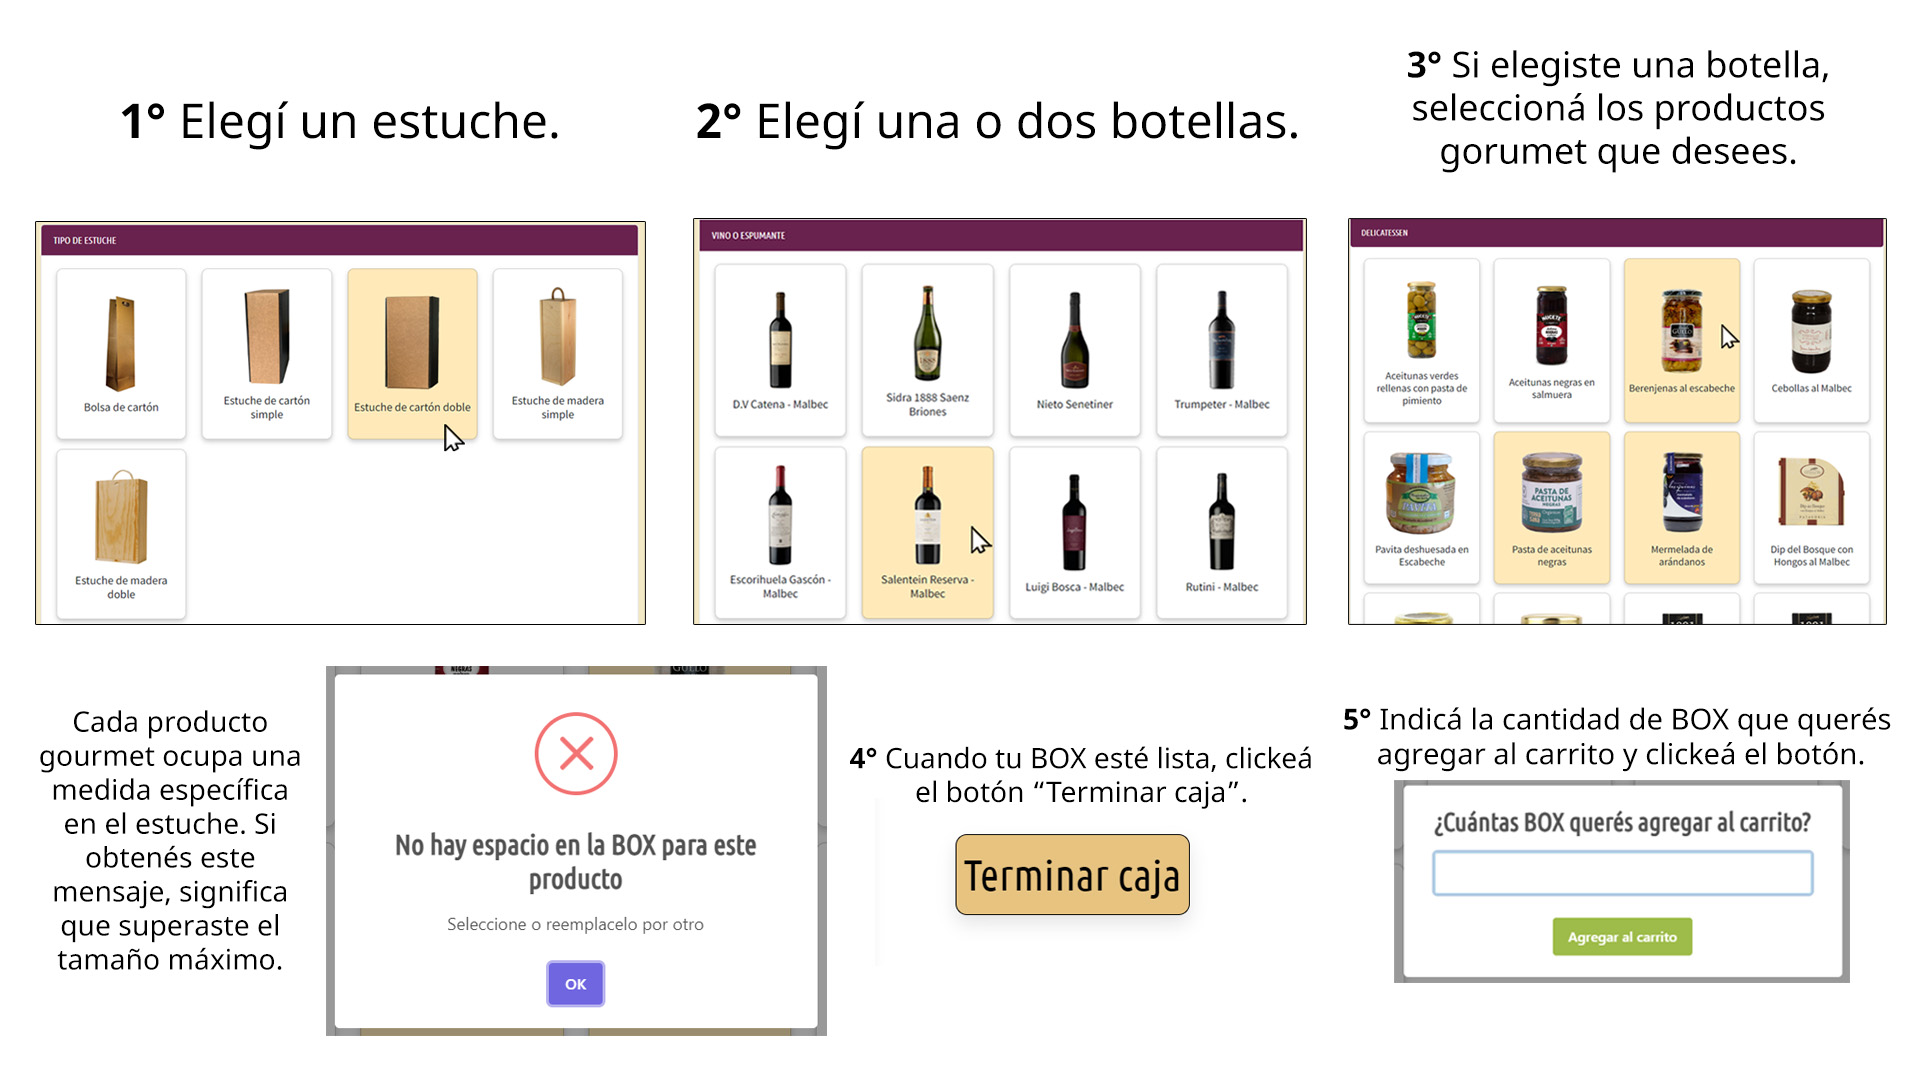 1° Elegí un estuche.
TIPO DE ESTUCHE
Bolsa de cartón
Estuche de cartón
simple
Estuche de cartón doble
Estuche de madera
simple
Estuche de madera
doble
2° Elegí una o dos botellas.
VINO O ESPUMANTE
D.V Catena - Malbec
Sidra 1888 Saenz
Briones
Nieto Senetiner
Trumpeter - Malbec
Escorihuela Gascón -
Malbec
Salentein Reserva -
Malbec
Luigi Bosca - Malbec
Rutini - Malbec
3° Si elegiste una botella,
seleccioná los productos
gorumet que desees.
DELICATESSEN
Aceitunas verdes
rellenas con pasta de
pimiento
Aceitunas negras en
salmuera
Berenjenas al escabeche
Cebollas al Malbec
PASTA DE
ACEITUNAS
NEGRAS
Pavita deshuesada en
Escabeche
Pasta de aceitunas
negras
Mermelada de
arándanos
Dip del Bosque con
Hongos al Malbec
Cada producto
gourmet ocupa una
medida específica
en el estuche. Si
obtenés este
mensaje, significa
que superaste el
tamaño máximo.
NEGRAS
No hay espacio en la BOX para este
producto
Seleccione o reemplacelo por otro
OK
4° Cuando tu BOX esté lista, clickeá
el botón “Terminar caja”.
Terminar caja
5° Indicá la cantidad de BOX que querés
agregar al carrito y clickeá el botón.
¿Cuántas BOX querés agregar al carrito?
Agregar al carrito